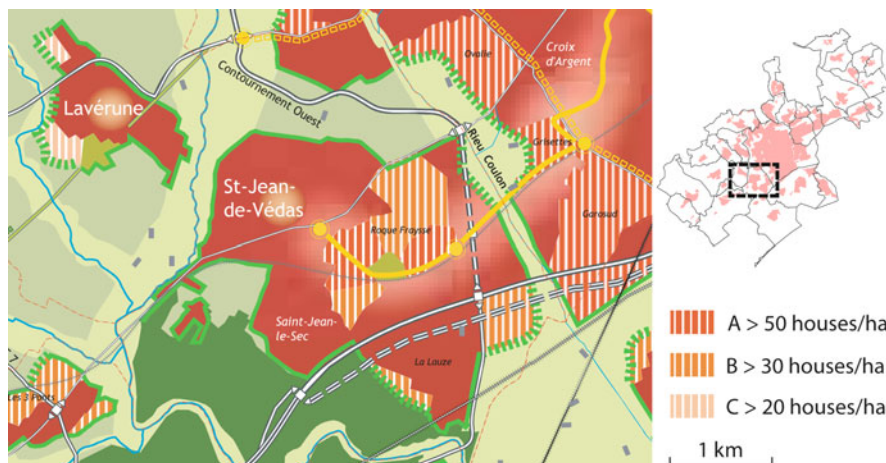 Lavérune
Contournement Ouest
Ovalie
Croix
d'Argent
Rieu Coulon
Grisettes
St-Jean-
de-Védas
Roque Fraysse
Garosud
Saint-Jean-
le-Sec
La Lauze
Les 3 Ponts
A > 50 houses/ha
B > 30 houses/ha
C > 20 houses/ha
1 km